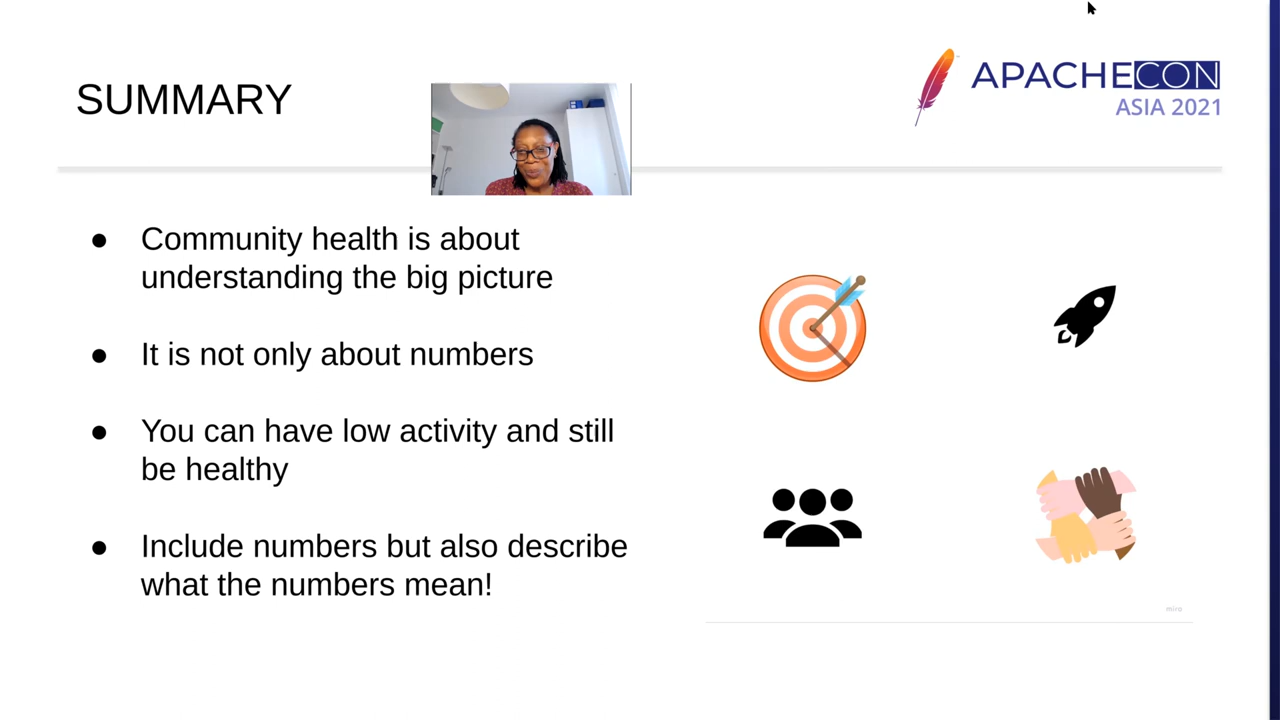 SUMMARY
APACHECON
ASIA 2021
● Community health is about
understanding the big picture
● It is not only about numbers
● You can have low activity and still
be healthy
● Include numbers but also describe
what the numbers mean!
miro